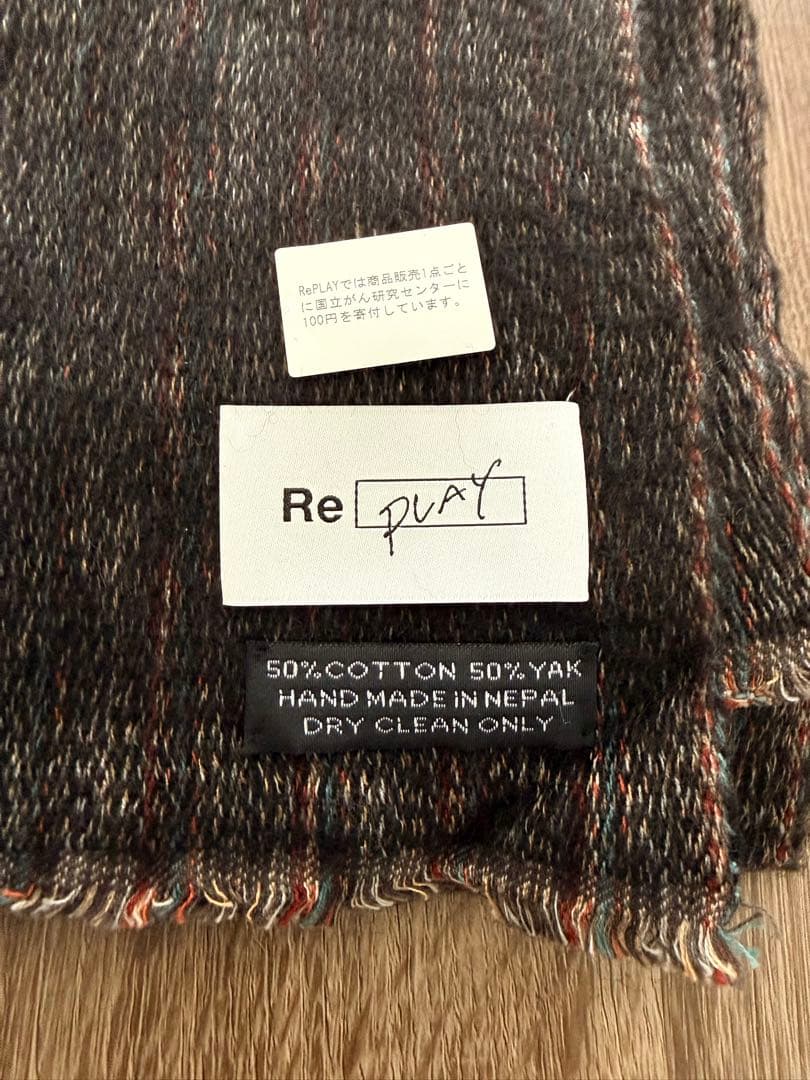 RePLAYでは商品販売1点ごと
に国立がん研究センターに
100円を寄付しています。
Re PLAY
50%COTTON 50%YAK
HAND MADE iN NEPAL
DRY CLEAN ONLY